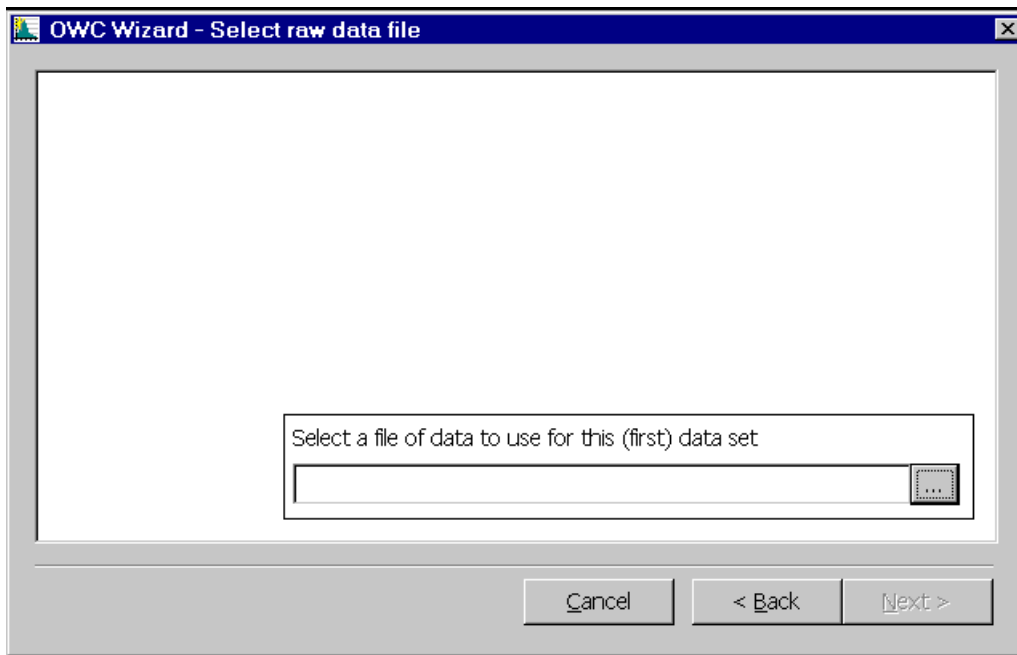 OWC Wizard - Select raw data file
Select a file of data to use for this (first) data set
...
Cancel
< Back
Next >